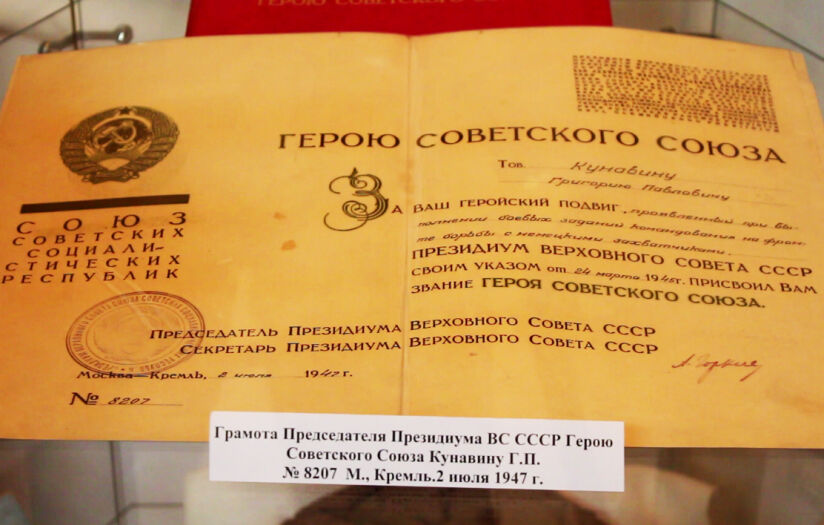 ГЕРОЮ СОВЕТСКОГО
СОЮЗ
СОВЕТСКИХ
СОЦИАЛИ-
СТИЧЕСКИХ
РЕСПУБЛИК
ГЕРОЮ СОВЕТСКОГО СОЮЗА
Тов. Кунавину
Григорию Павловичу
ЗА ВАШ ГЕРОЙСКИЙ ПОДВИГ, проявленный при вы-
полнении боевых заданий командования на фрон-
те борьбы с немецкими захватчиками,
ПРЕЗИДИУМ ВЕРХОВНОГО СОВЕТА СССР
СВОИМ УКАЗОМ от 24 марта 1945г. ПРИСВОИЛ ВАМ
ЗВАНИЕ ГЕРОЯ СОВЕТСКОГО СОЮЗА.
ПРЕДСЕДАТЕЛЬ ПРЕЗИДИУМА ВЕРХОВНОГО СОВЕТА СССР
СЕКРЕТАРЬ ПРЕЗИДИУМА ВЕРХОВНОГО СОВЕТА СССР
А. Горкин
Москва—Кремль, 2 июля 1947 г.
№ 8207
Грамота Председателя Президиума ВС СССР Герою
Советского Союза Кунавину Г.П.
№ 8207 М., Кремль.2 июля 1947 г.